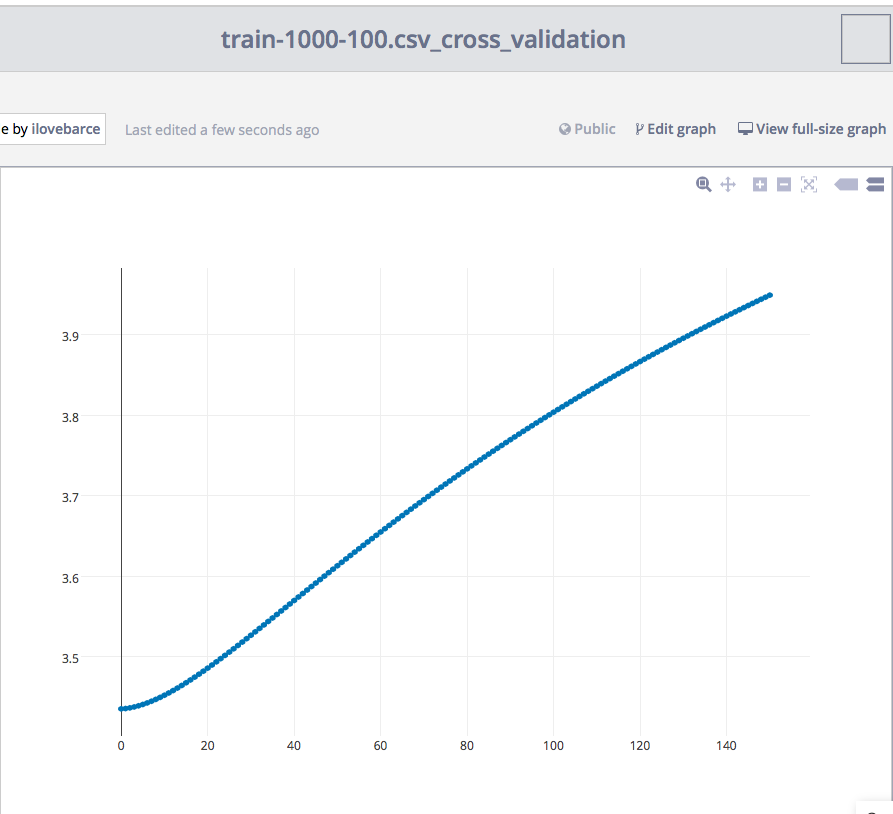 train-1000-100.csv_cross_validation
e by ilovebarce
Last edited a few seconds ago
Public
Edit graph
View full-size graph
3.9
3.8
3.7
3.6
3.5
0 20 40 60 80 100 120 140